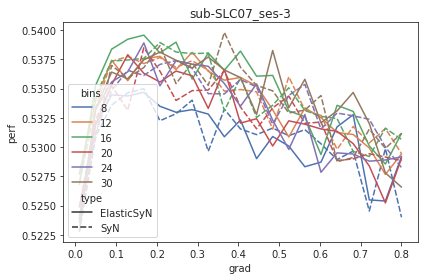 sub-SLC07_ses-3
0.5400
0.5375
0.5350
0.5325
0.5300
0.5275
0.5250
0.5225
perf
bins
8
12
16
20
24
30
type
ElasticSyN
SyN
0.0 0.1 0.2 0.3 0.4 0.5 0.6 0.7 0.8
grad